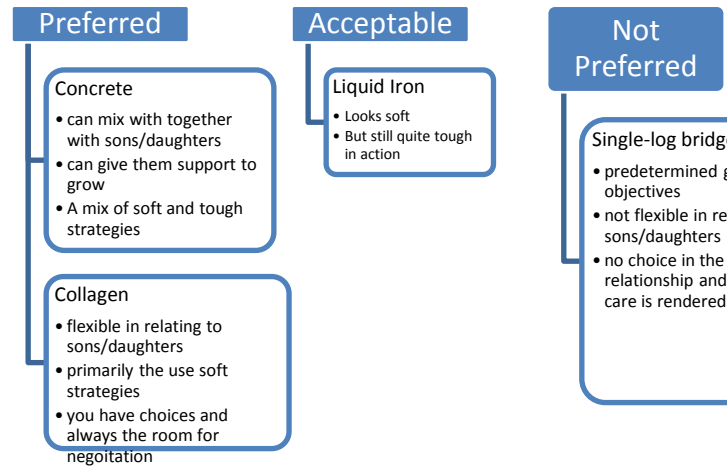 Preferred
Concrete
• can mix with together
with sons/daughters
• can give them support to
grow
• A mix of soft and tough
strategies
Collagen
• flexible in relating to
sons/daughters
• primarily the use soft
strategies
• you have choices and
always the room for
negoitation
Acceptable
Liquid Iron
• Looks soft
• But still quite tough
in action
Not
Preferred
Single-log
• predetermined
objectives
• not flexible in
sons/daughters
• no choice in the
relationship and
care is rendered